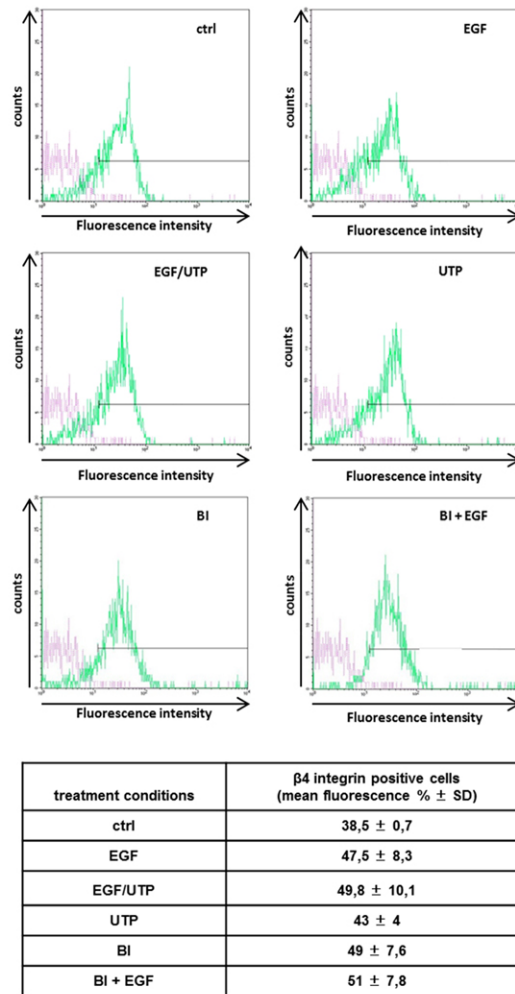 ctrl
EGF
counts
counts
Fluorescence intensity
Fluorescence intensity
EGF/UTP
UTP
counts
counts
Fluorescence intensity
Fluorescence intensity
BI
BI + EGF
counts
counts
Fluorescence intensity
Fluorescence intensity
treatment conditions
β4 integrin positive cells
(mean fluorescence % ± SD)
ctrl
38,5 ± 0,7
EGF
47,5 ± 8,3
EGF/UTP
49,8 ± 10,1
UTP
43 ± 4
BI
49 ± 7,6
BI + EGF
51 ± 7,8